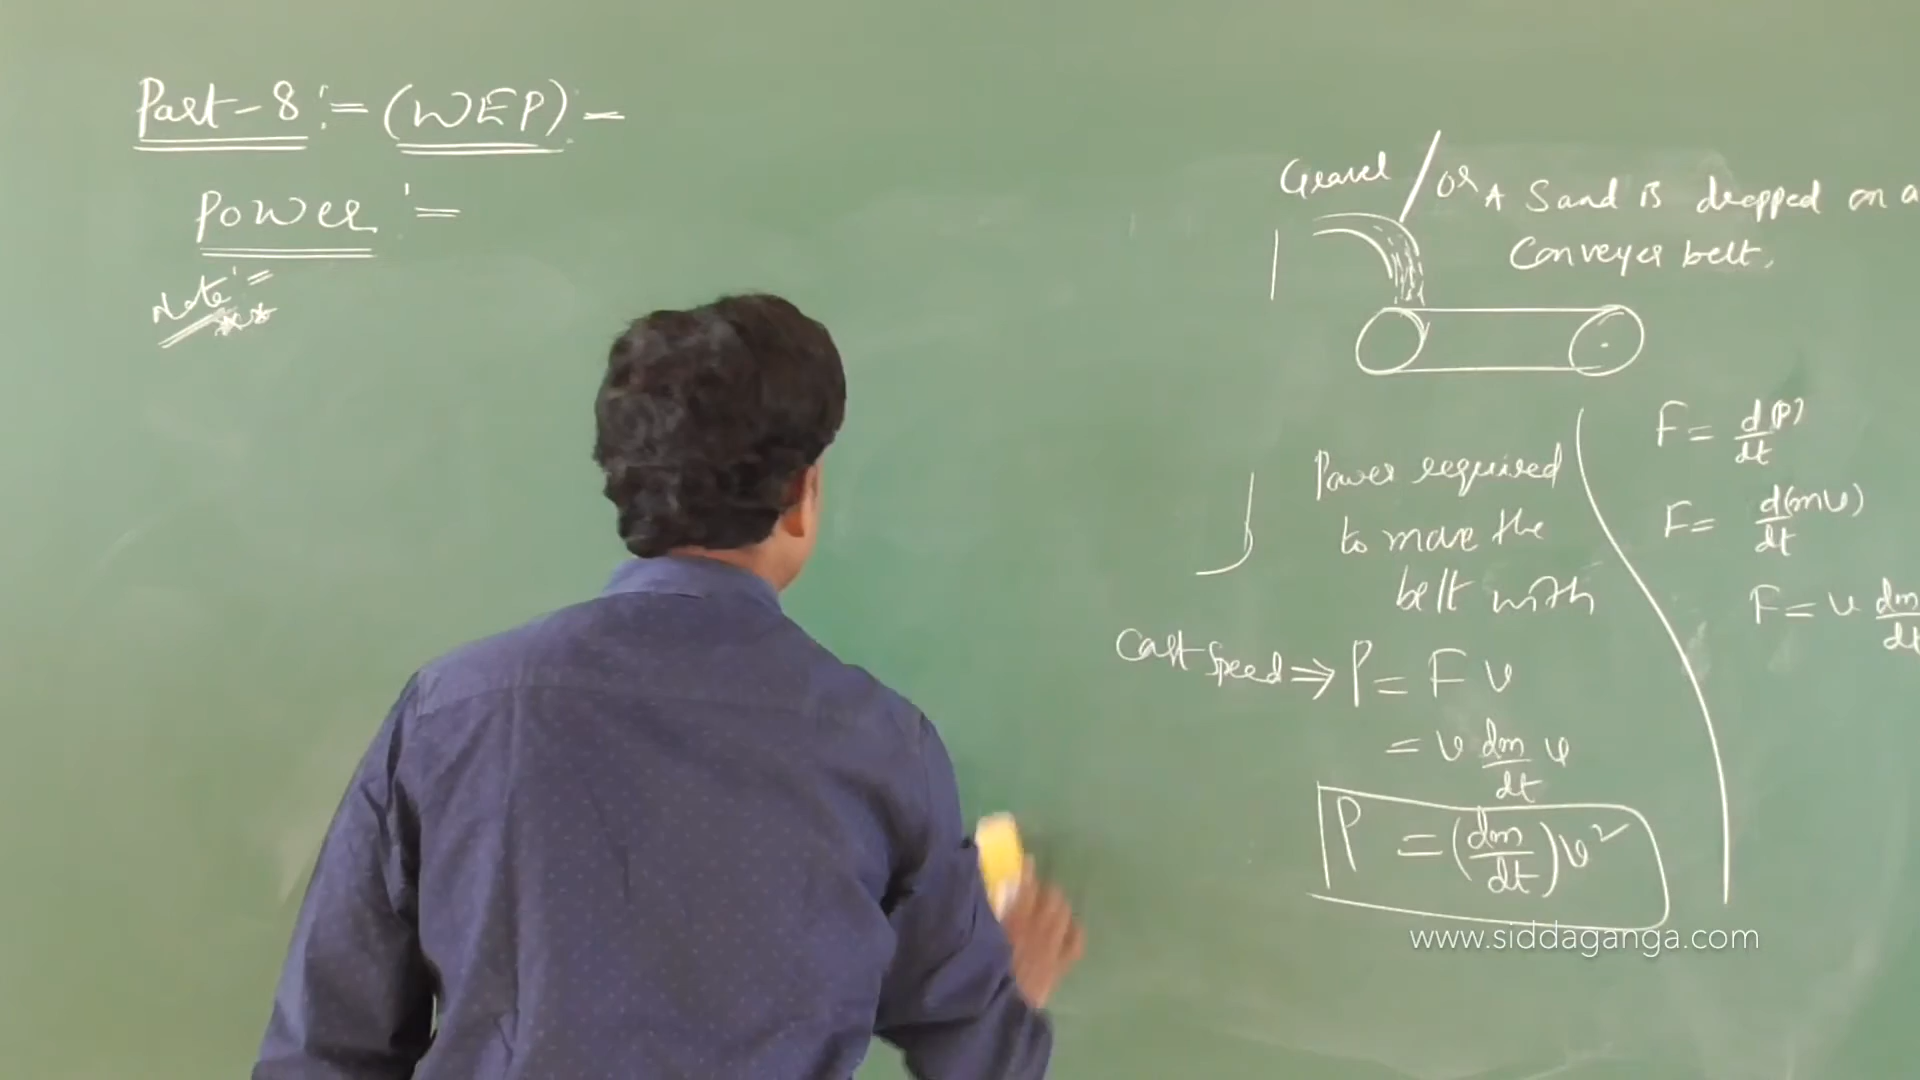 Part - 8 := (WEP) :-
Power :=
Note :=
Gravel / or A Sand is dropped on a
Conveyer belt.
Power required
to move the
belt with
Const Speed ⇒ P = F v
= v dm/dt v
P = (dm/dt) v²
F = d(p)/dt
F = d(mv)/dt
F = v dm/dt
www.siddaganga.com